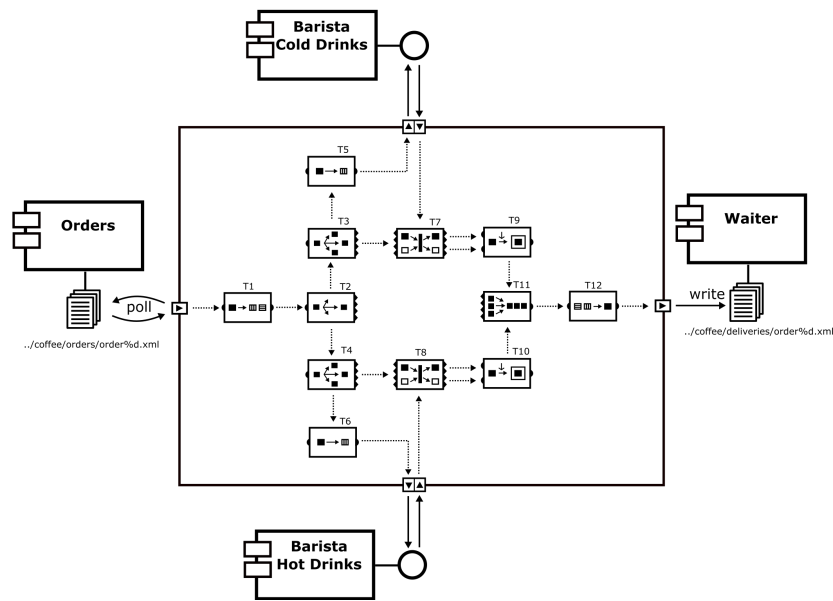 Barista
Cold Drinks
T5
Orders
T3
T7
T9
Waiter
poll
T1
T2
T11
T12
write
../coffee/orders/order%d.xml
../coffee/deliveries/order%d.xml
T4
T8
T10
T6
Barista
Hot Drinks